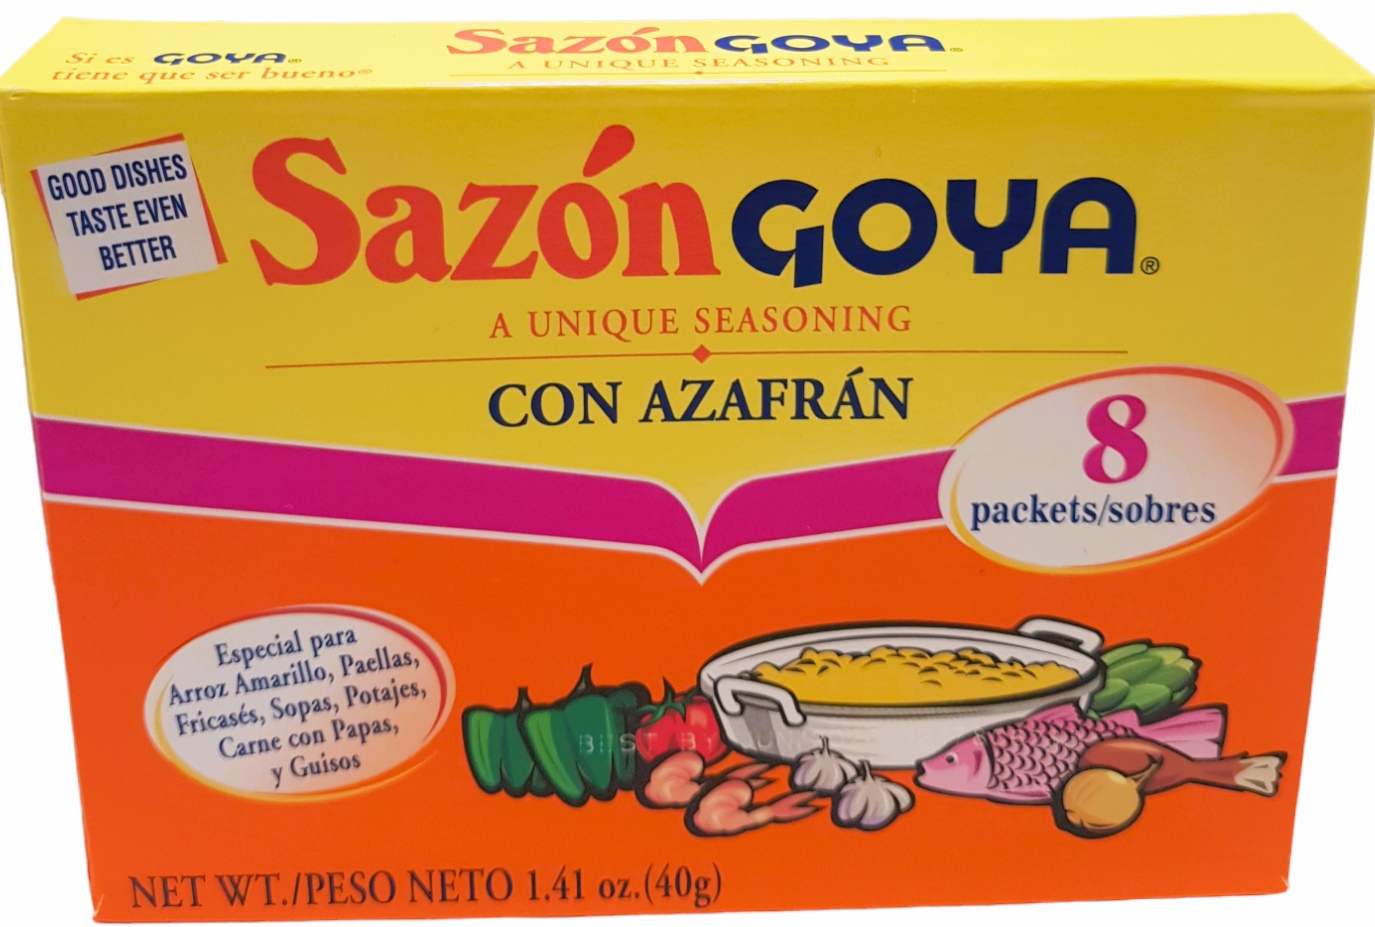 Si es GOYA®
tiene que ser bueno®
Sazón GOYA®
A UNIQUE SEASONING
GOOD DISHES
TASTE EVEN
BETTER
Sazón GOYA®
A UNIQUE SEASONING
CON AZAFRÁN
8
packets/sobres
Especial para
Arroz Amarillo, Paellas,
Fricasés, Sopas, Potajes,
Carne con Papas,
y Guisos
BEST BY
NET WT./PESO NETO 1.41 oz.(40g)